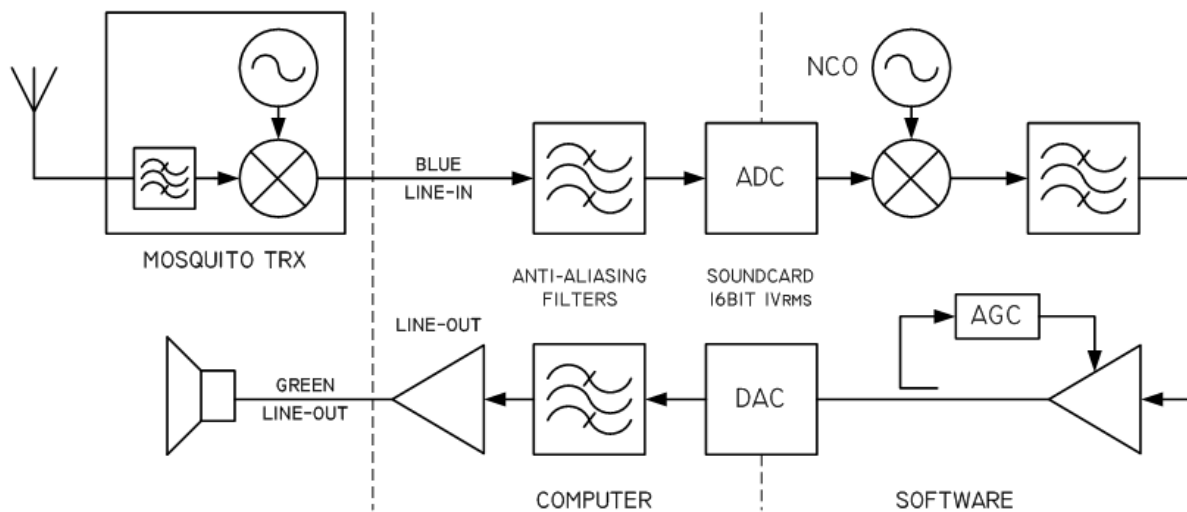 NCO
BLUE
LINE-IN
ADC
MOSQUITO TRX
ANTI-ALIASING
FILTERS
SOUNDCARD
16BIT 1VRMS
LINE-OUT
AGC
GREEN
LINE-OUT
DAC
COMPUTER
SOFTWARE